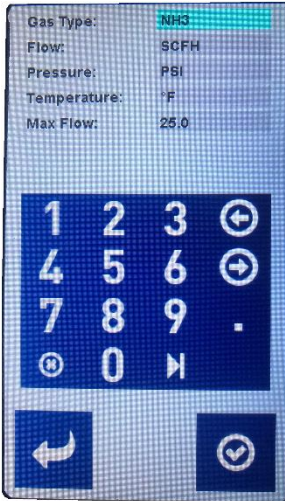 Gas Type: NH3
Flow: SCFH
Pressure: PSI
Temperature: °F
Max Flow: 25.0
1 2 3
4 5 6
7 8 9 .
0